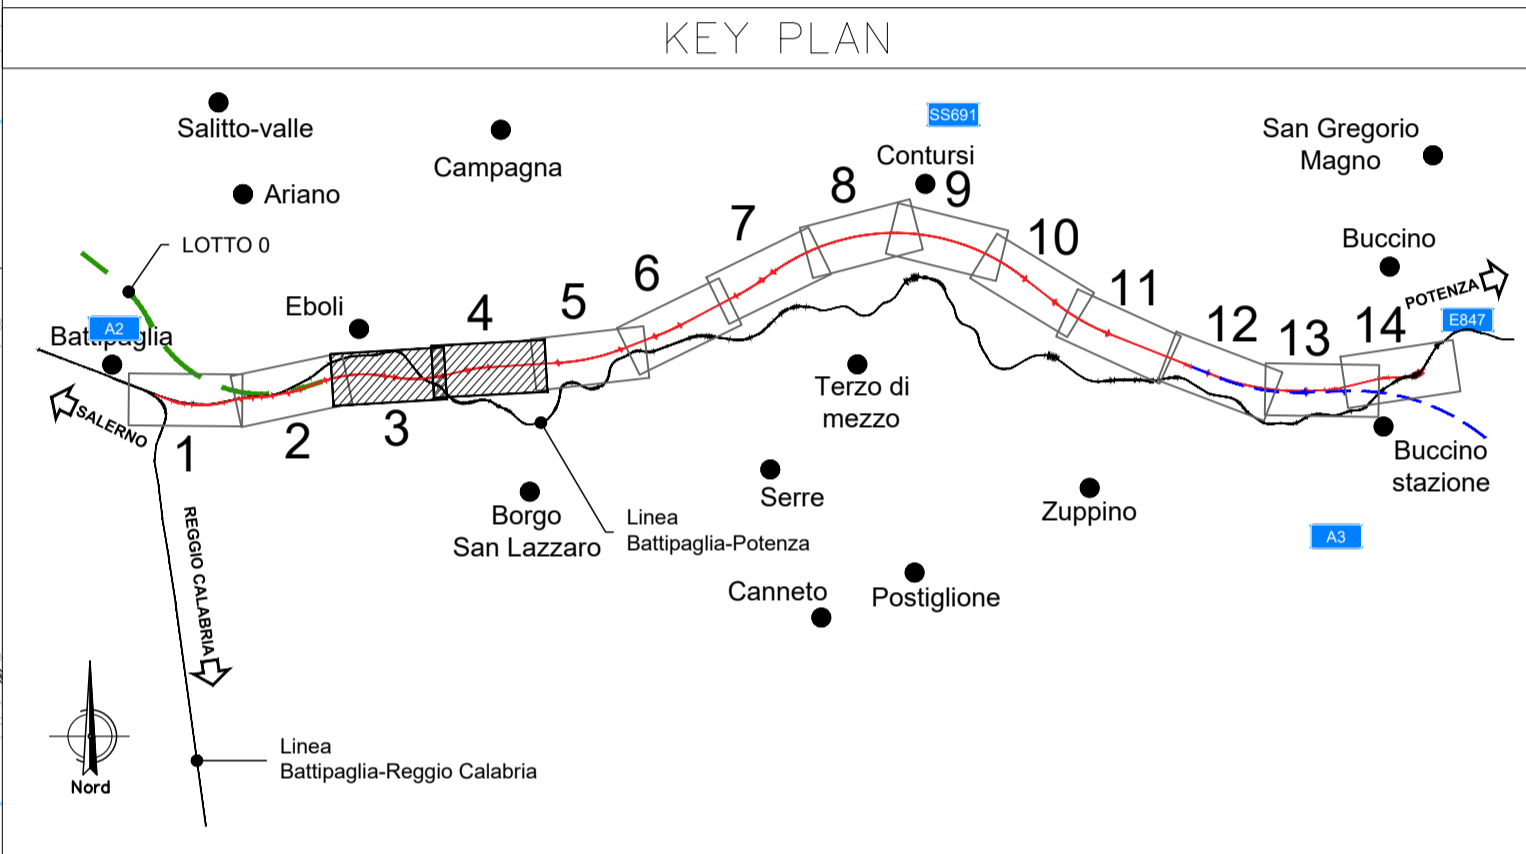 KEY PLAN
Salitto-valle
Campagna
SS691
Contursi
San Gregorio
Magno
Ariano
LOTTO 0
Buccino
POTENZA
E847
Battipaglia
A2
Eboli
1
2
3
4
5
6
7
8
9
10
11
12
13
14
SALERNO
REGGIO CALABRIA
Terzo di
mezzo
Buccino
stazione
Serre
Zuppino
Borgo
San Lazzaro
Linea
Battipaglia-Potenza
A3
Canneto
Postiglione
Linea
Battipaglia-Reggio Calabria
Nord